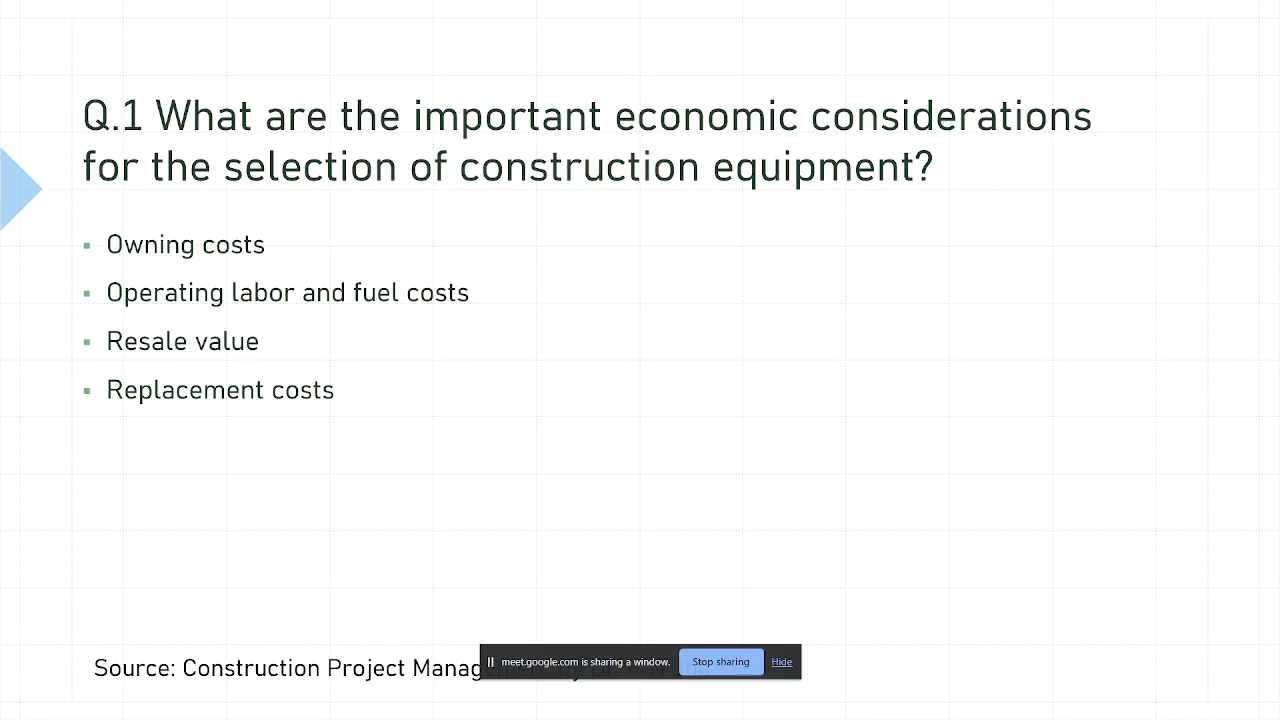 Q.1 What are the important economic considerations
for the selection of construction equipment?
▪ Owning costs
▪ Operating labor and fuel costs
▪ Resale value
▪ Replacement costs
Source: Construction Project
meet.google.com is sharing a window. Stop sharing Hide